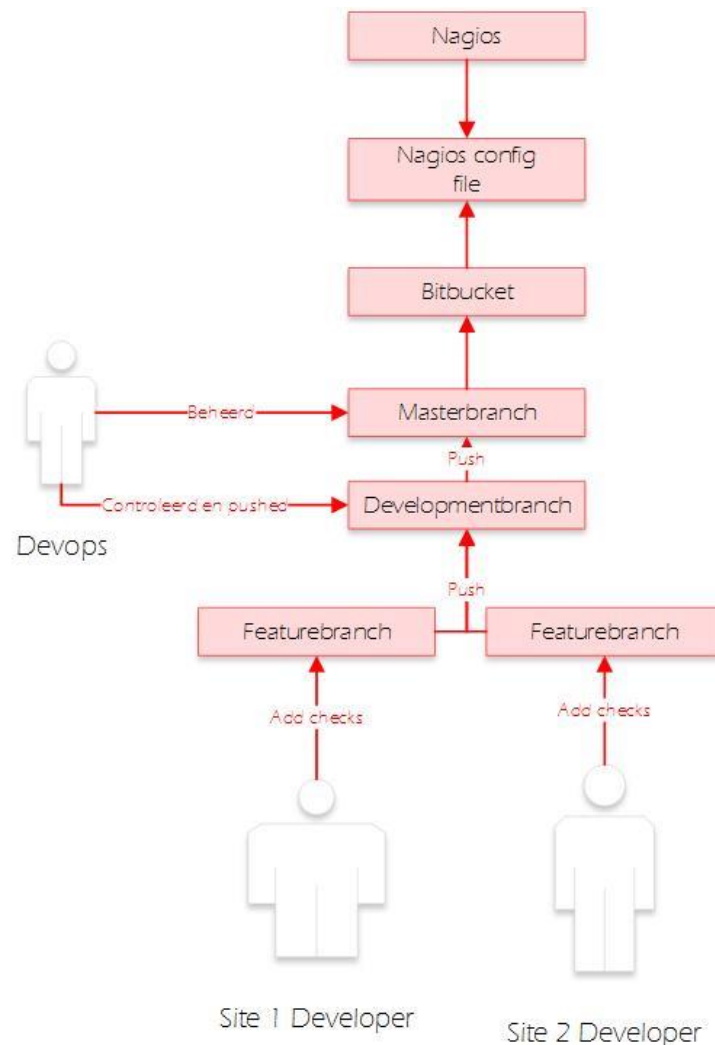 Nagios
Nagios config
file
Bitbucket
Beheerd
Masterbranch
Push
Controleerd en pushed
Developmentbranch
Devops
Push
Featurebranch
Featurebranch
Add checks
Add checks
Site 1 Developer
Site 2 Developer